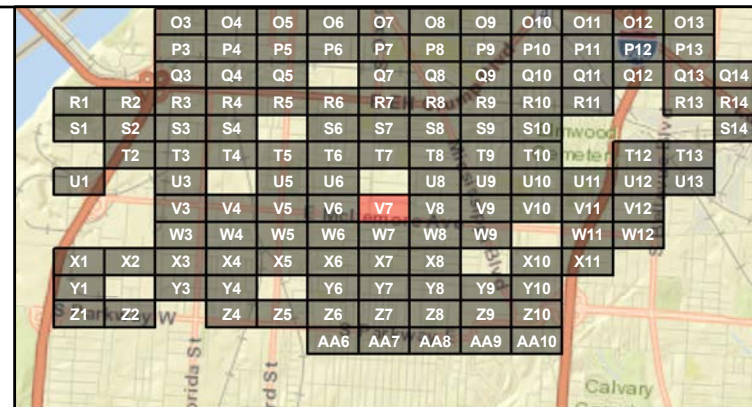 O3 O4 O5 O6 O7 O8 O9 O10 O11 O12 O13
P3 P4 P5 P6 P7 P8 P9 P10 P11 P12 P13
Q3 Q4 Q5 Q7 Q8 Q9 Q10 Q11 Q12 Q13 Q14
R1 R2 R3 R4 R5 R6 R7 R8 R9 R10 R11 R13 R14
S1 S2 S3 S4 S6 S7 S8 S9 S10 S14
T2 T3 T4 T5 T6 T7 T8 T9 T10 T12 T13
U1 U3 U5 U6 U8 U9 U10 U11 U12 U13
V3 V4 V5 V6 V7 V8 V9 V10 V11 V12
W3 W4 W5 W6 W7 W8 W9 W11 W12
X1 X2 X3 X4 X5 X6 X7 X8 X10 X11
Y1 Y3 Y4 Y6 Y7 Y8 Y9 Y10
Z1 Z2 Z4 Z5 Z6 Z7 Z8 Z9 Z10
S Parkway W
AA6 AA7 AA8 AA9 AA10
Calvary